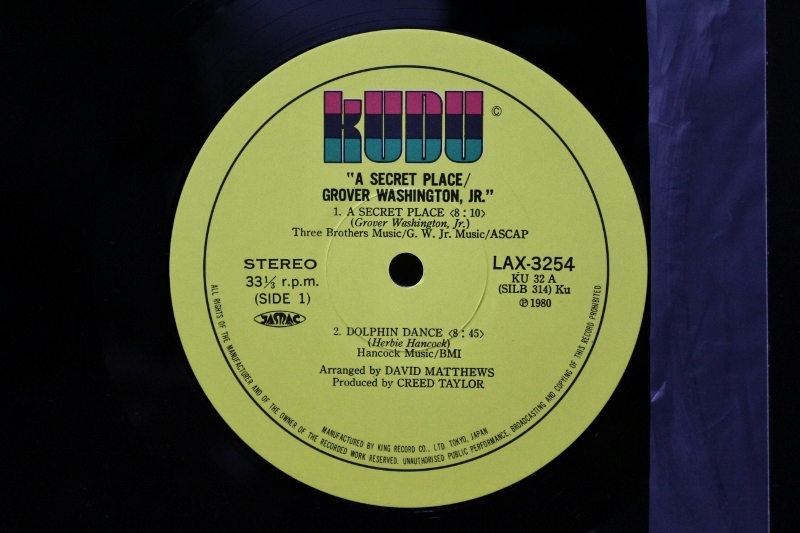 KUDU ©
"A SECRET PLACE/
GROVER WASHINGTON, JR."
1. A SECRET PLACE 〈8 : 10〉
(Grover Washington, Jr.)
Three Brothers Music/G. W. Jr. Music/ASCAP
STEREO
33⅓ r.p.m.
(SIDE 1)
JASRAC
LAX-3254
KU 32 A
(SILB 314) Ku
℗ 1980
2. DOLPHIN DANCE 〈8 : 45〉
(Herbie Hancock)
Hancock Music/BMI
Arranged by DAVID MATTHEWS
Produced by CREED TAYLOR
MANUFACTURED BY KING RECORD CO., LTD. TOKYO, JAPAN
ALL RIGHTS OF THE MANUFACTURER AND OF THE OWNER OF THE RECORDED WORK RESERVED. UNAUTHORISED PUBLIC PERFORMANCE, BROADCASTING AND COPYING OF THIS RECORD PROHIBITED